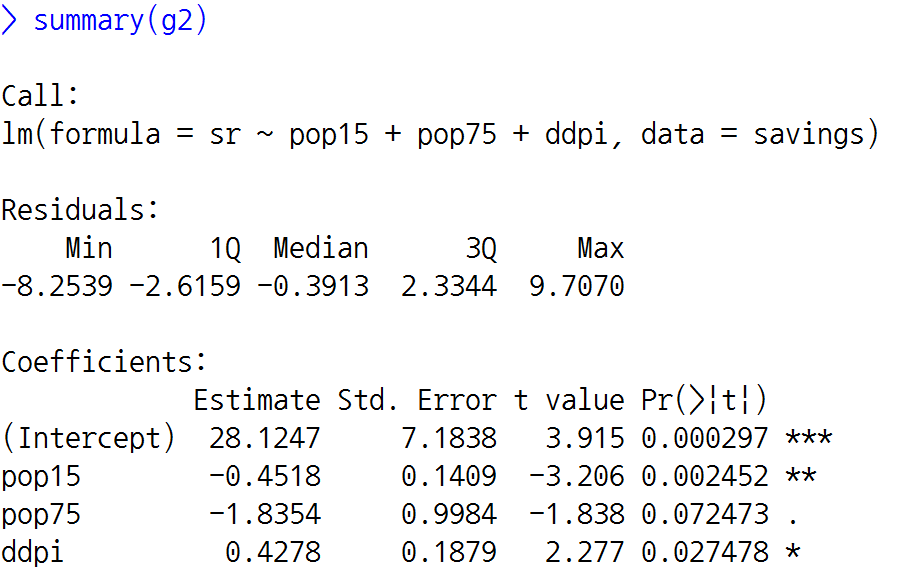 > summary(g2)
Call:
lm(formula = sr ~ pop15 + pop75 + ddpi, data = savings)
Residuals:
    Min      1Q  Median      3Q     Max
-8.2539 -2.6159 -0.3913  2.3344  9.7070
Coefficients:
            Estimate Std. Error t value Pr(>¦t¦)
(Intercept)  28.1247     7.1838   3.915 0.000297 ***
pop15        -0.4518     0.1409  -3.206 0.002452 **
pop75        -1.8354     0.9984  -1.838 0.072473 .
ddpi          0.4278     0.1879   2.277 0.027478 *